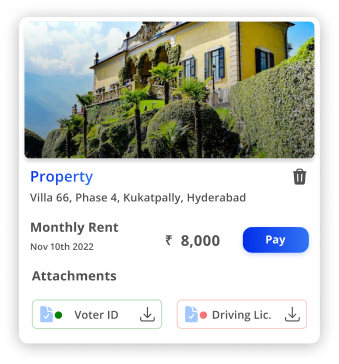 Property
Villa 66, Phase 4, Kukatpally, Hyderabad
Monthly Rent
Nov 10th 2022
₹ 8,000
Pay
Attachments
Voter ID
Driving Lic.